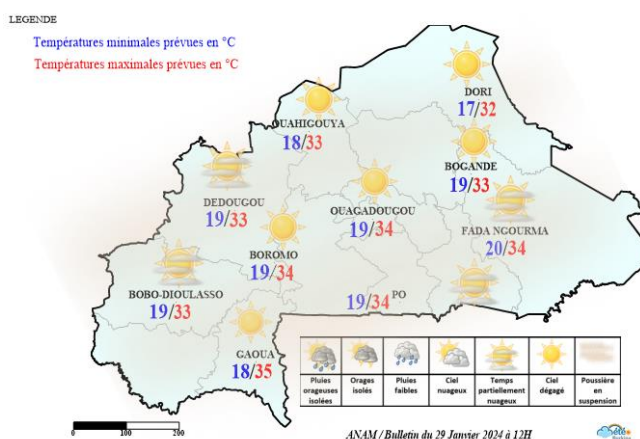 LEGENDE
Températures minimales prévues en °C
Températures maximales prévues en °C
DORI
17/32
OUAHIGOUYA
18/33
BOGANDE
19/33
DEDOUGOU
19/33
OUAGADOUGOU
19/34
FADA NGOURMA
20/34
BOROMO
19/34
BOBO-DIOULASSO
19/33
19/34 PO
GAOUA
18/35
Pluies orageuses isolées
Orages isolés
Pluies faibles
Ciel nuageux
Temps partiellement nuageux
Ciel dégagé
Poussière en suspension
0 100 200
ANAM / Bulletin du 29 Janvier 2024 à 12H